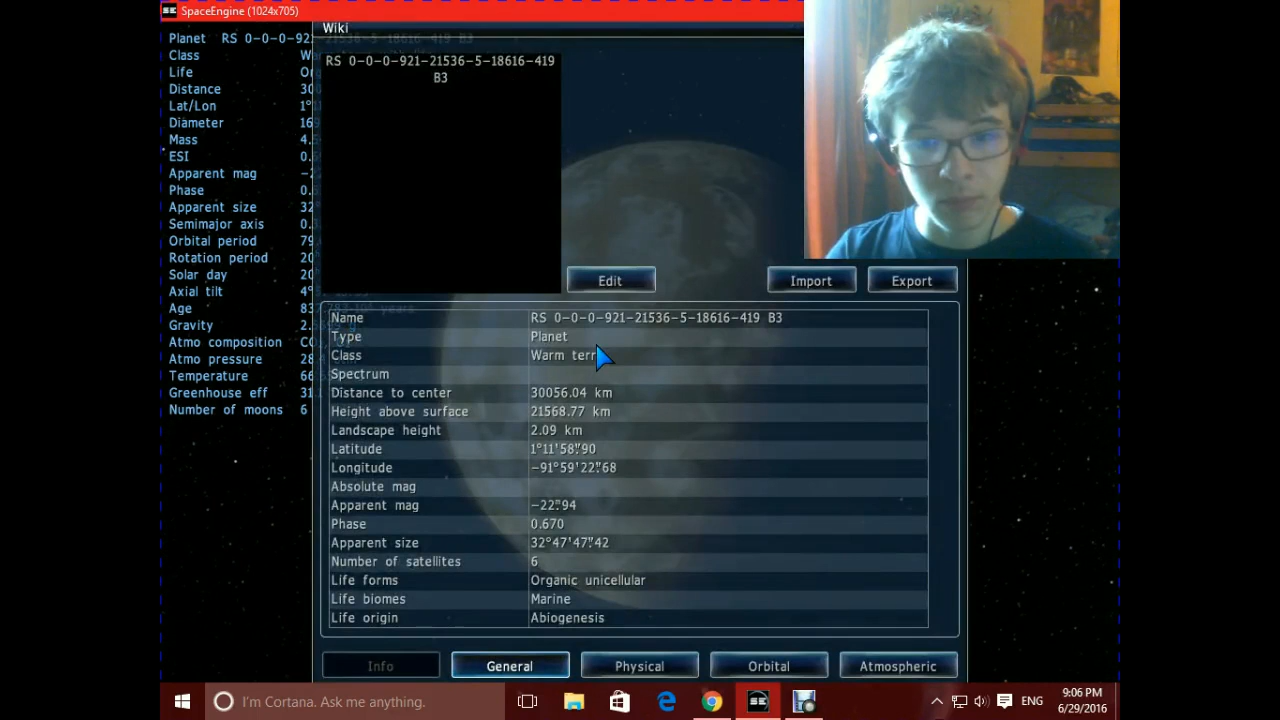 SpaceEngine (1024x705)
Wiki
Planet RS 0-0-0-92
Class
Life
Distance
Lat/Lon
Diameter
Mass
ESI
Apparent mag
Phase
Apparent size
Semimajor axis
Orbital period
Rotation period
Solar day
Axial tilt
Age
Gravity
Atmo composition
Atmo pressure
Temperature
Greenhouse eff
Number of moons 6
RS 0-0-0-921-21536-5-18616-419
B3
Edit
Import
Export
Name RS 0-0-0-921-21536-5-18616-419 B3
Type Planet
Class Warm terr
Spectrum
Distance to center 30056.04 km
Height above surface 21568.77 km
Landscape height 2.09 km
Latitude 1°11'58"90
Longitude -91°59'22"68
Absolute mag
Apparent mag -22"94
Phase 0.670
Apparent size 32°47'47"42
Number of satellites 6
Life forms Organic unicellular
Life biomes Marine
Life origin Abiogenesis
Info
General
Physical
Orbital
Atmospheric
I'm Cortana. Ask me anything.
SE
ENG
9:06 PM
6/29/2016